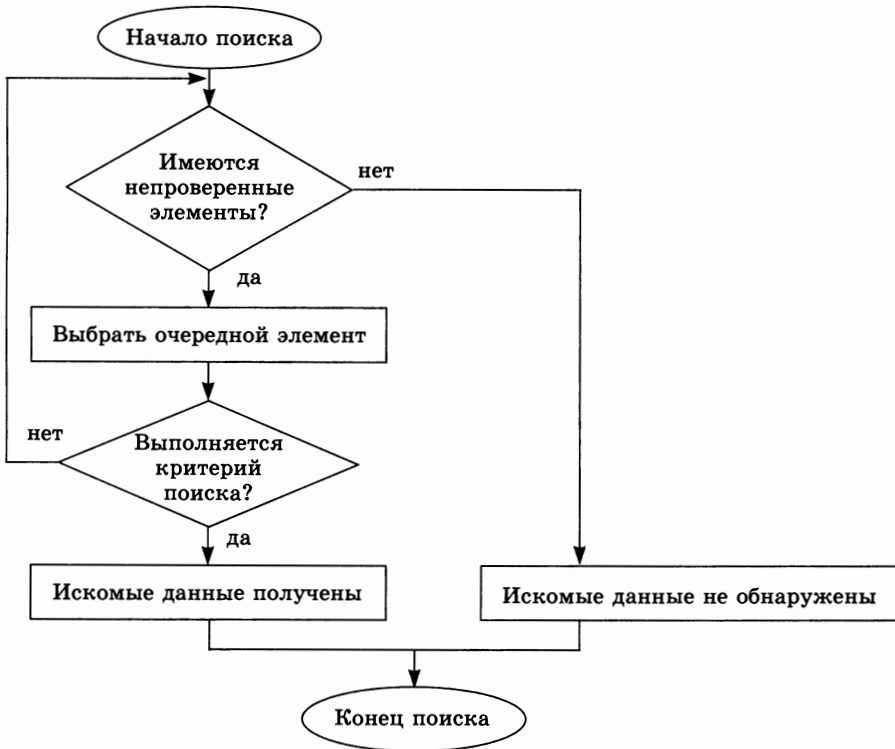 Начало поиска
Имеются
непроверенные
элементы?
нет
да
Выбрать очередной элемент
нет
Выполняется
критерий
поиска?
да
Искомые данные получены
Искомые данные не обнаружены
Конец поиска